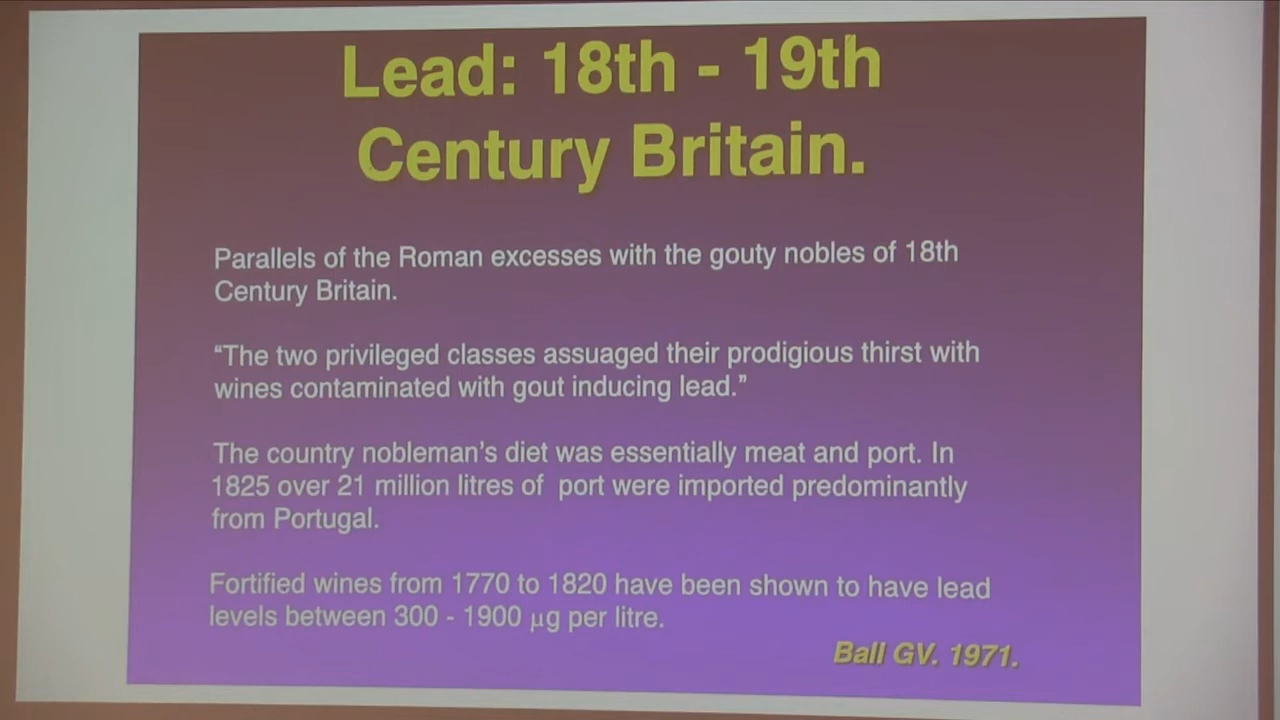 Lead: 18th - 19th
Century Britain.
Parallels of the Roman excesses with the gouty nobles of 18th
Century Britain.
“The two privileged classes assuaged their prodigious thirst with
wines contaminated with gout inducing lead.”
The country nobleman’s diet was essentially meat and port. In
1825 over 21 million litres of port were imported predominantly
from Portugal.
Fortified wines from 1770 to 1820 have been shown to have lead
levels between 300 - 1900 µg per litre.
Ball GV. 1971.